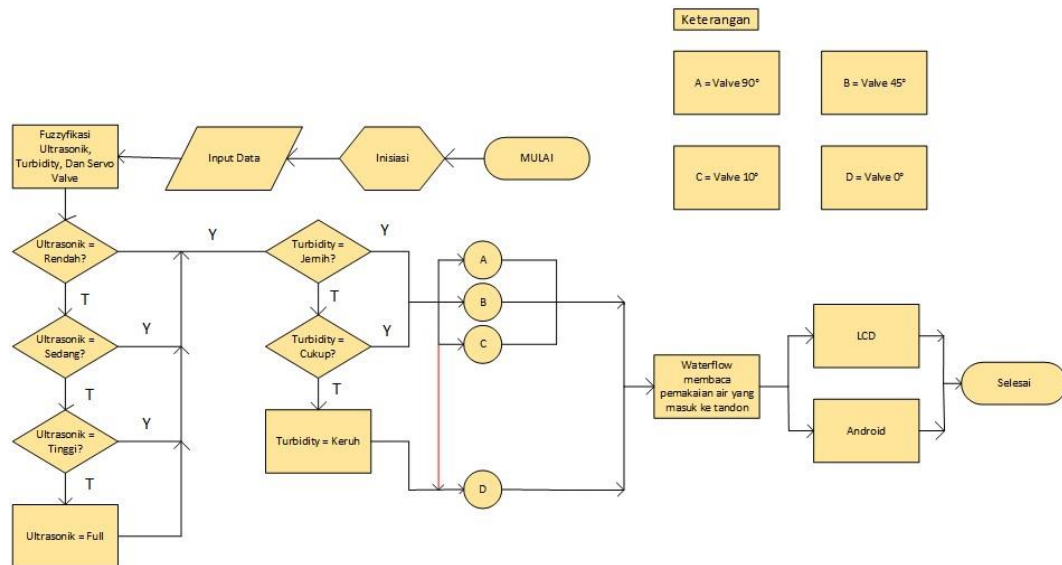 Keterangan
A = Valve 90°
B = Valve 45°
C = Valve 10°
D = Valve 0°
MULAI
Inisiasi
Input Data
Fuzzyfikasi
Ultrasonik,
Turbidity, Dan Servo
Valve
Ultrasonik =
Rendah?
Y
T
Ultrasonik =
Sedang?
Y
T
Ultrasonik =
Tinggi?
Y
T
Ultrasonik = Full
Turbidity =
Jernih?
Y
T
Turbidity =
Cukup?
Y
T
Turbidity = Keruh
A
B
C
D
Waterflow
membaca
pemakaian air yang
masuk ke tandon
LCD
Android
Selesai